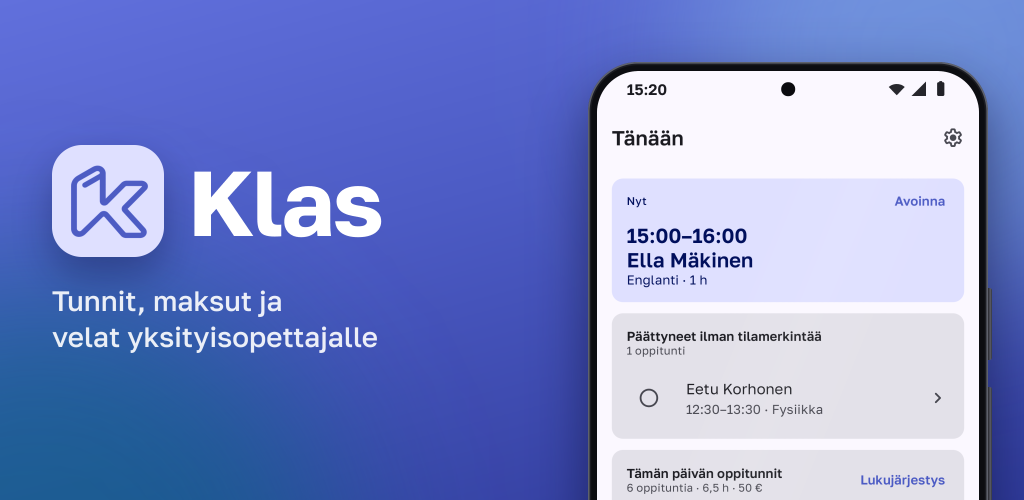 Klas
Tunnit, maksut ja
velat yksityisopettajalle
15:20
Tänään
Nyt
Avoinna
15:00–16:00
Ella Mäkinen
Englanti · 1 h
Päättyneet ilman tilamerkintää
1 oppitunti
Eetu Korhonen
12:30–13:30 · Fysiikka
Tämän päivän oppitunnit
Lukujärjestys
6 oppituntia · 6,5 h · 50 €